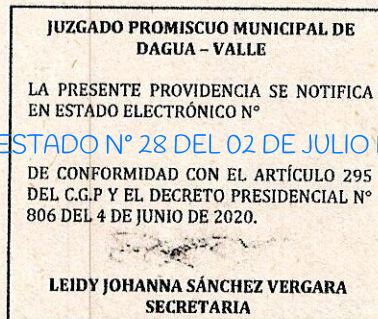 JUZGADO PROMISCUO MUNICIPAL DE
DAGUA – VALLE
LA PRESENTE PROVIDENCIA SE NOTIFICA
EN ESTADO ELECTRÓNICO N°
ESTADO N° 28 DEL 02 DE JULIO
DE CONFORMIDAD CON EL ARTÍCULO 295
DEL C.G.P Y EL DECRETO PRESIDENCIAL N°
806 DEL 4 DE JUNIO DE 2020.
LEIDY JOHANNA SÁNCHEZ VERGARA
SECRETARIA